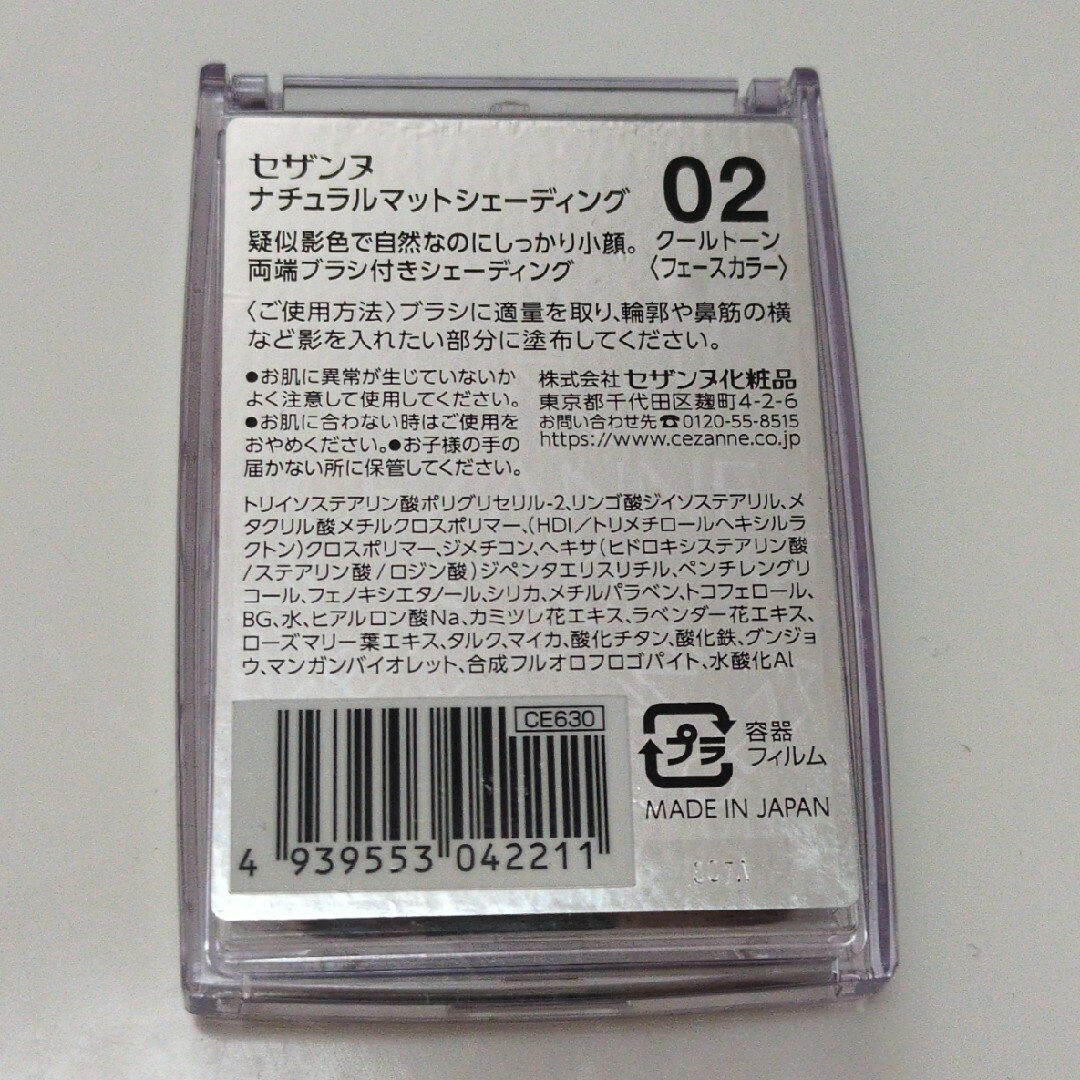 セザンヌ
ナチュラルマットシェーディング
02
疑似影色で自然なのにしっかり小顔。
両端ブラシ付きシェーディング
クールトーン
〈フェースカラー〉
〈ご使用方法〉ブラシに適量を取り、輪郭や鼻筋の横
など影を入れたい部分に塗布してください。
●お肌に異常が生じていないか
よく注意して使用してください。
●お肌に合わない時はご使用を
おやめください。●お子様の手の
届かない所に保管してください。
株式会社 セザンヌ化粧品
東京都千代田区麹町4-2-6
お問い合わせ先☎0120-55-8515
https://www.cezanne.co.jp
トリイソステアリン酸ポリグリセリル-2、リンゴ酸ジイソステアリル、メ
タクリル酸メチルクロスポリマー、(HDI/トリメチロールヘキシルラ
クトン)クロスポリマー、ジメチコン、ヘキサ(ヒドロキシステアリン酸
/ステアリン酸/ロジン酸)ジペンタエリスリチル、ペンチレングリ
コール、フェノキシエタノール、シリカ、メチルパラベン、トコフェロール、
BG、水、ヒアルロン酸Na、カミツレ花エキス、ラベンダー花エキス、
ローズマリー葉エキス、タルク、マイカ、酸化チタン、酸化鉄、グンジョ
ウ、マンガンバイオレット、合成フルオロフロゴパイト、水酸化Al
CE630
4 939553 042211
プラ
容器
フィルム
MADE IN JAPAN